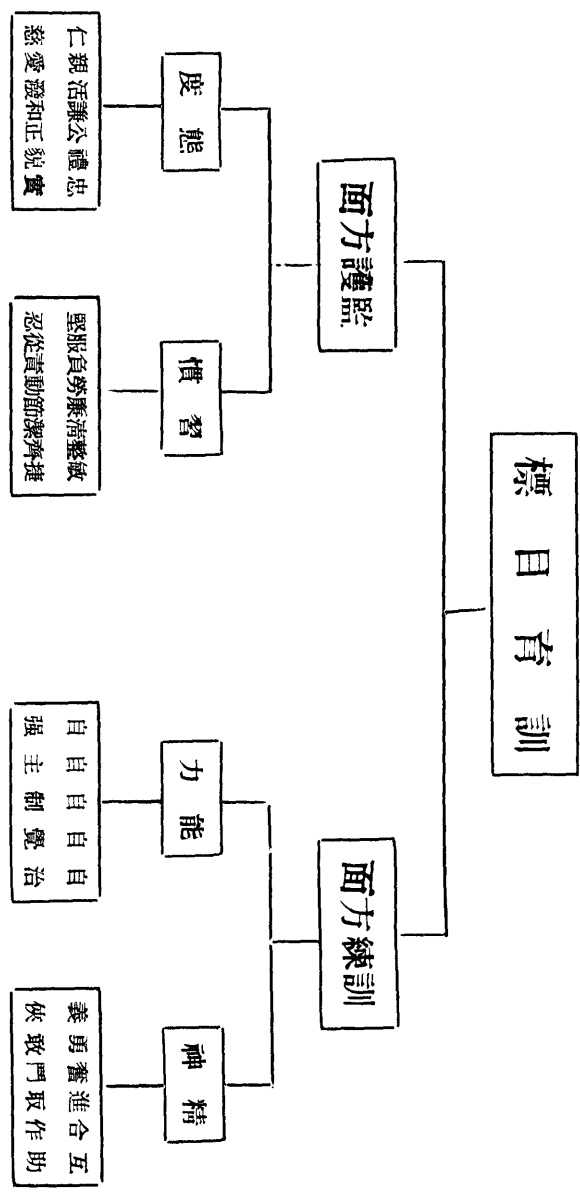 訓育目標
訓練方面
監護方面
精神
能力
習慣
態度
互助
合作
進取
奮鬥
勇敢
義俠
自治
自覺
自制
自主
自强
敏捷
整齊
清潔
廉節
勞動
負責
服從
堅忍
忠實
禮貌
公正
謙和
活潑
親愛
仁慈